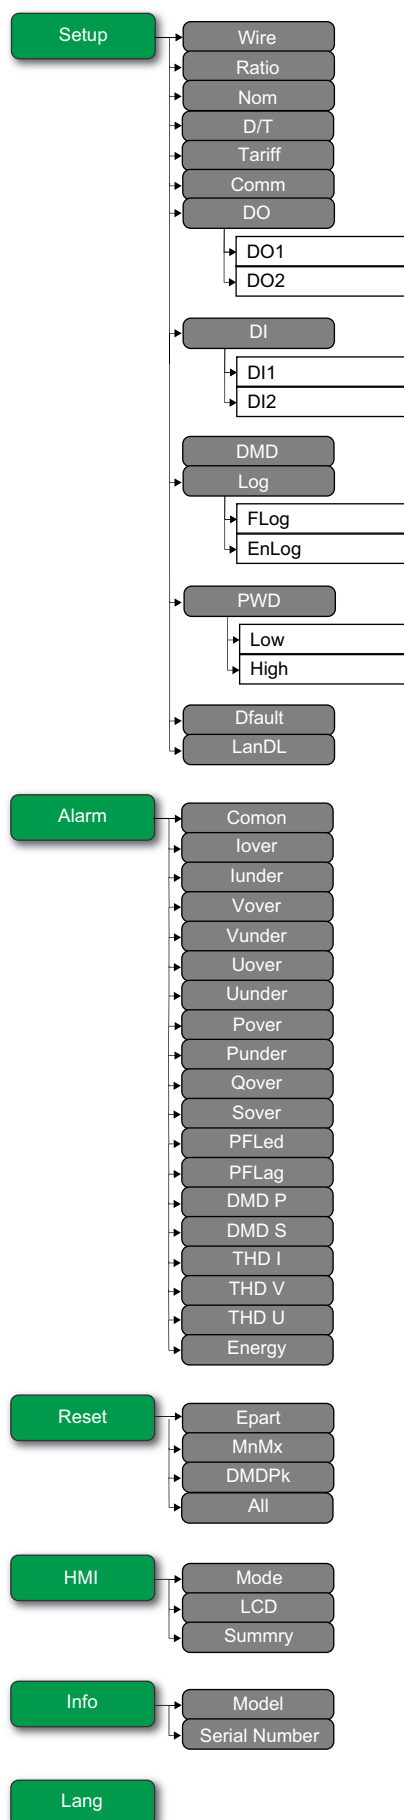 Setup
Wire
Ratio
Nom
D/T
Tariff
Comm
DO
DO1
DO2
DI
DI1
DI2
DMD
Log
FLog
EnLog
PWD
Low
High
Dfault
LanDL
Alarm
Comon
Iover
Iunder
Vover
Vunder
Uover
Uunder
Pover
Punder
Qover
Sover
PFLed
PFLag
DMD P
DMD S
THD I
THD V
THD U
Energy
Reset
Epart
MnMx
DMDPk
All
HMI
Mode
LCD
Summry
Info
Model
Serial Number
Lang